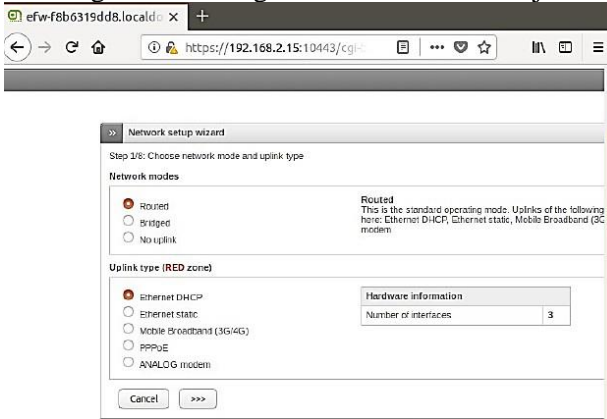 efw-f8b6319dd8.localdo
https://192.168.2.15:10443/cgi-
Network setup wizard
Step 1/8: Choose network mode and uplink type
Network modes
Routed
Bridged
No uplink
Routed
This is the standard operating mode. Uplinks of the following
here: Ethernet DHCP, Ethernet static, Mobile Broadband (3G
modem
Uplink type (RED zone)
Ethernet DHCP
Ethernet static
Mobile Broadband (3G/4G)
PPPoE
ANALOG modem
Hardware information
Number of interfaces 3
Cancel >>>